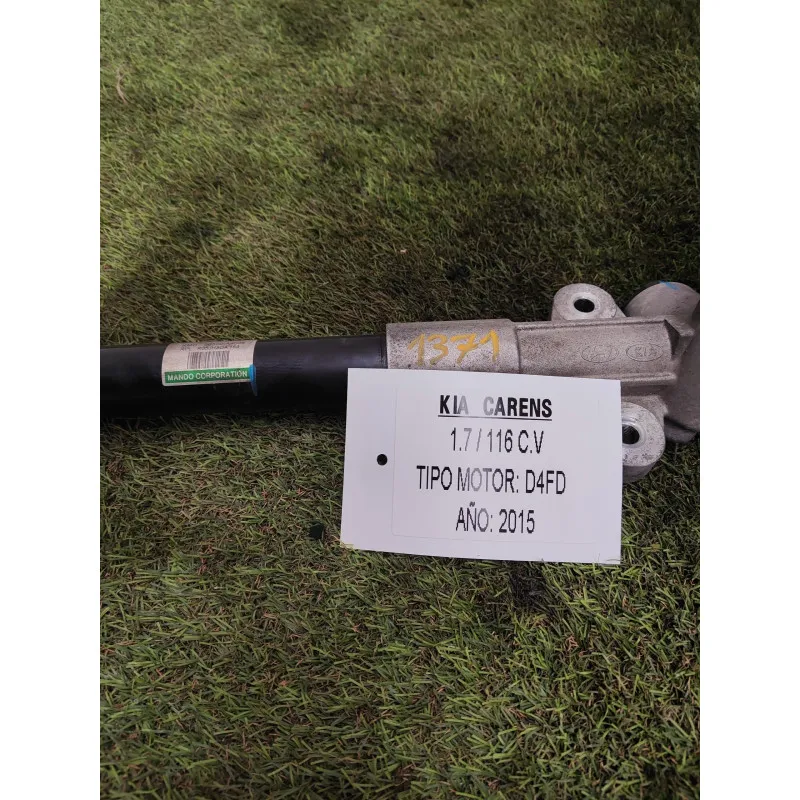 1371
MANDO CORPORATION
KIA CARENS
1.7 / 116 C.V
TIPO MOTOR: D4FD
AÑO: 2015